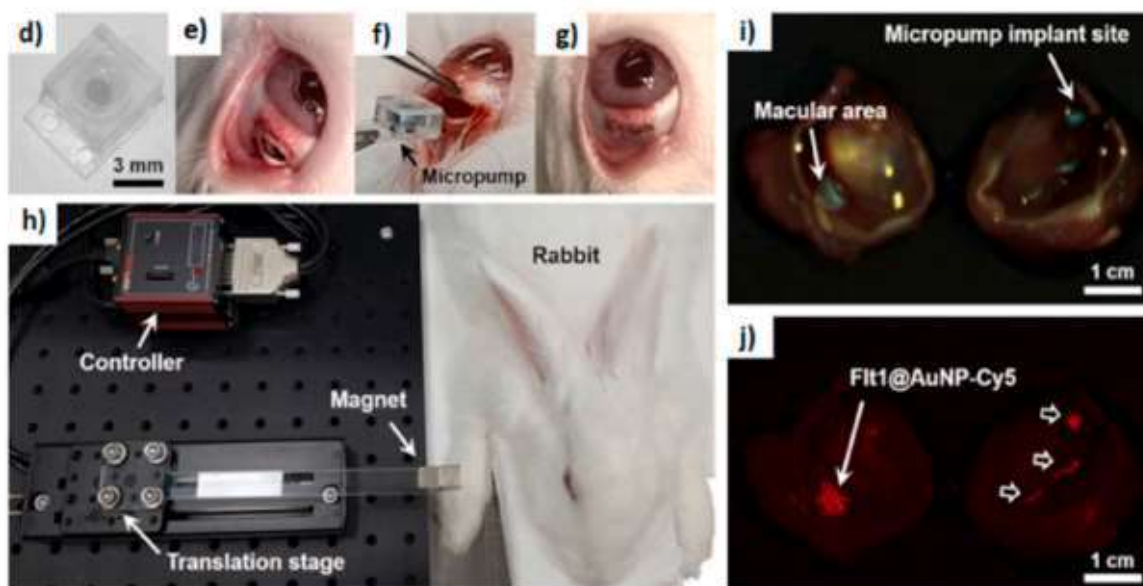 d)
3 mm
e)
f)
Micropump
g)
h)
Controller
Magnet
Translation stage
Rabbit
i)
Micropump implant site
Macular area
1 cm
j)
Flt1@AuNP-Cy5
1 cm